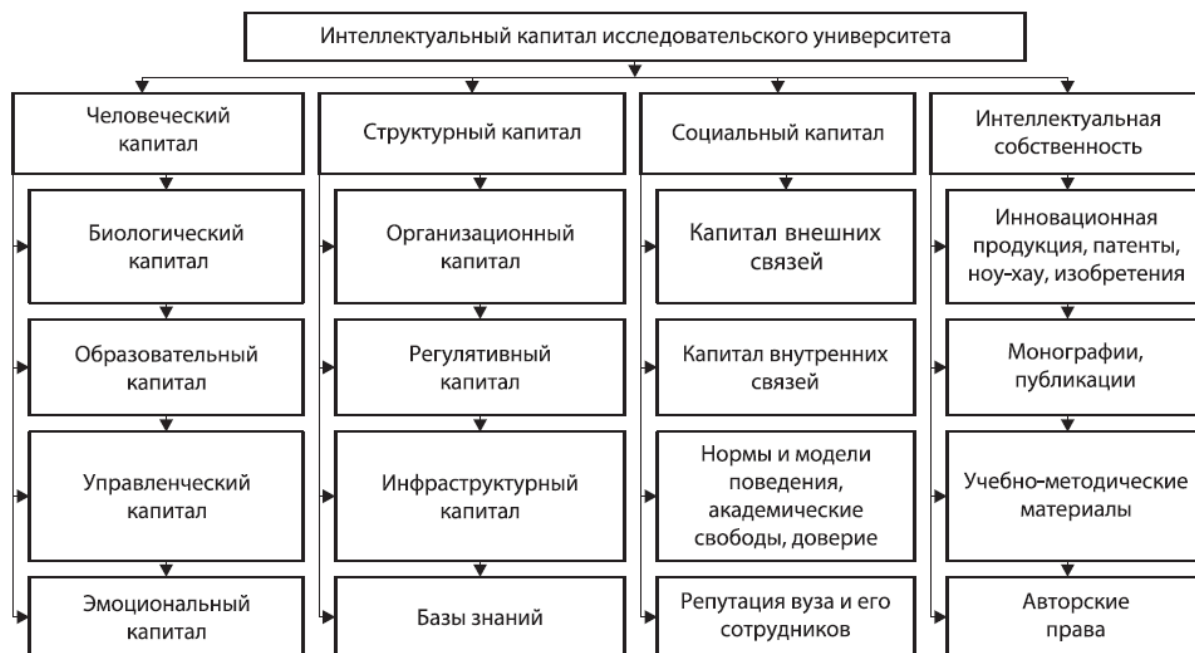 Интеллектуальный капитал исследовательского университета
Человеческий
капитал
Структурный капитал
Социальный капитал
Интеллектуальная
собственность
Биологический
капитал
Организационный
капитал
Капитал внешних
связей
Инновационная
продукция, патенты,
ноу-хау, изобретения
Образовательный
капитал
Регулятивный
капитал
Капитал внутренних
связей
Монографии,
публикации
Управленческий
капитал
Инфраструктурный
капитал
Нормы и модели
поведения,
академические
свободы, доверие
Учебно-методические
материалы
Эмоциональный
капитал
Базы знаний
Репутация вуза и его
сотрудников
Авторские
права